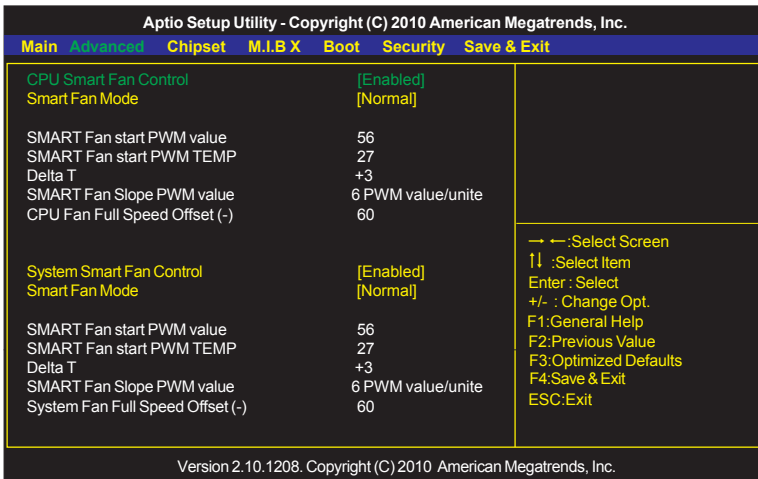 Aptio Setup Utility - Copyright (C) 2010 American Megatrends, Inc.
Main Advanced Chipset M.I.B X Boot Security Save & Exit
CPU Smart Fan Control [Enabled]
Smart Fan Mode [Normal]
SMART Fan start PWM value 56
SMART Fan start PWM TEMP 27
Delta T +3
SMART Fan Slope PWM value 6 PWM value/unite
CPU Fan Full Speed Offset (-) 60
System Smart Fan Control [Enabled]
Smart Fan Mode [Normal]
SMART Fan start PWM value 56
SMART Fan start PWM TEMP 27
Delta T +3
SMART Fan Slope PWM value 6 PWM value/unite
System Fan Full Speed Offset (-) 60
→ ←:Select Screen
↑↓ :Select Item
Enter : Select
+/- : Change Opt.
F1:General Help
F2:Previous Value
F3:Optimized Defaults
F4:Save & Exit
ESC:Exit
Version 2.10.1208. Copyright (C) 2010 American Megatrends, Inc.